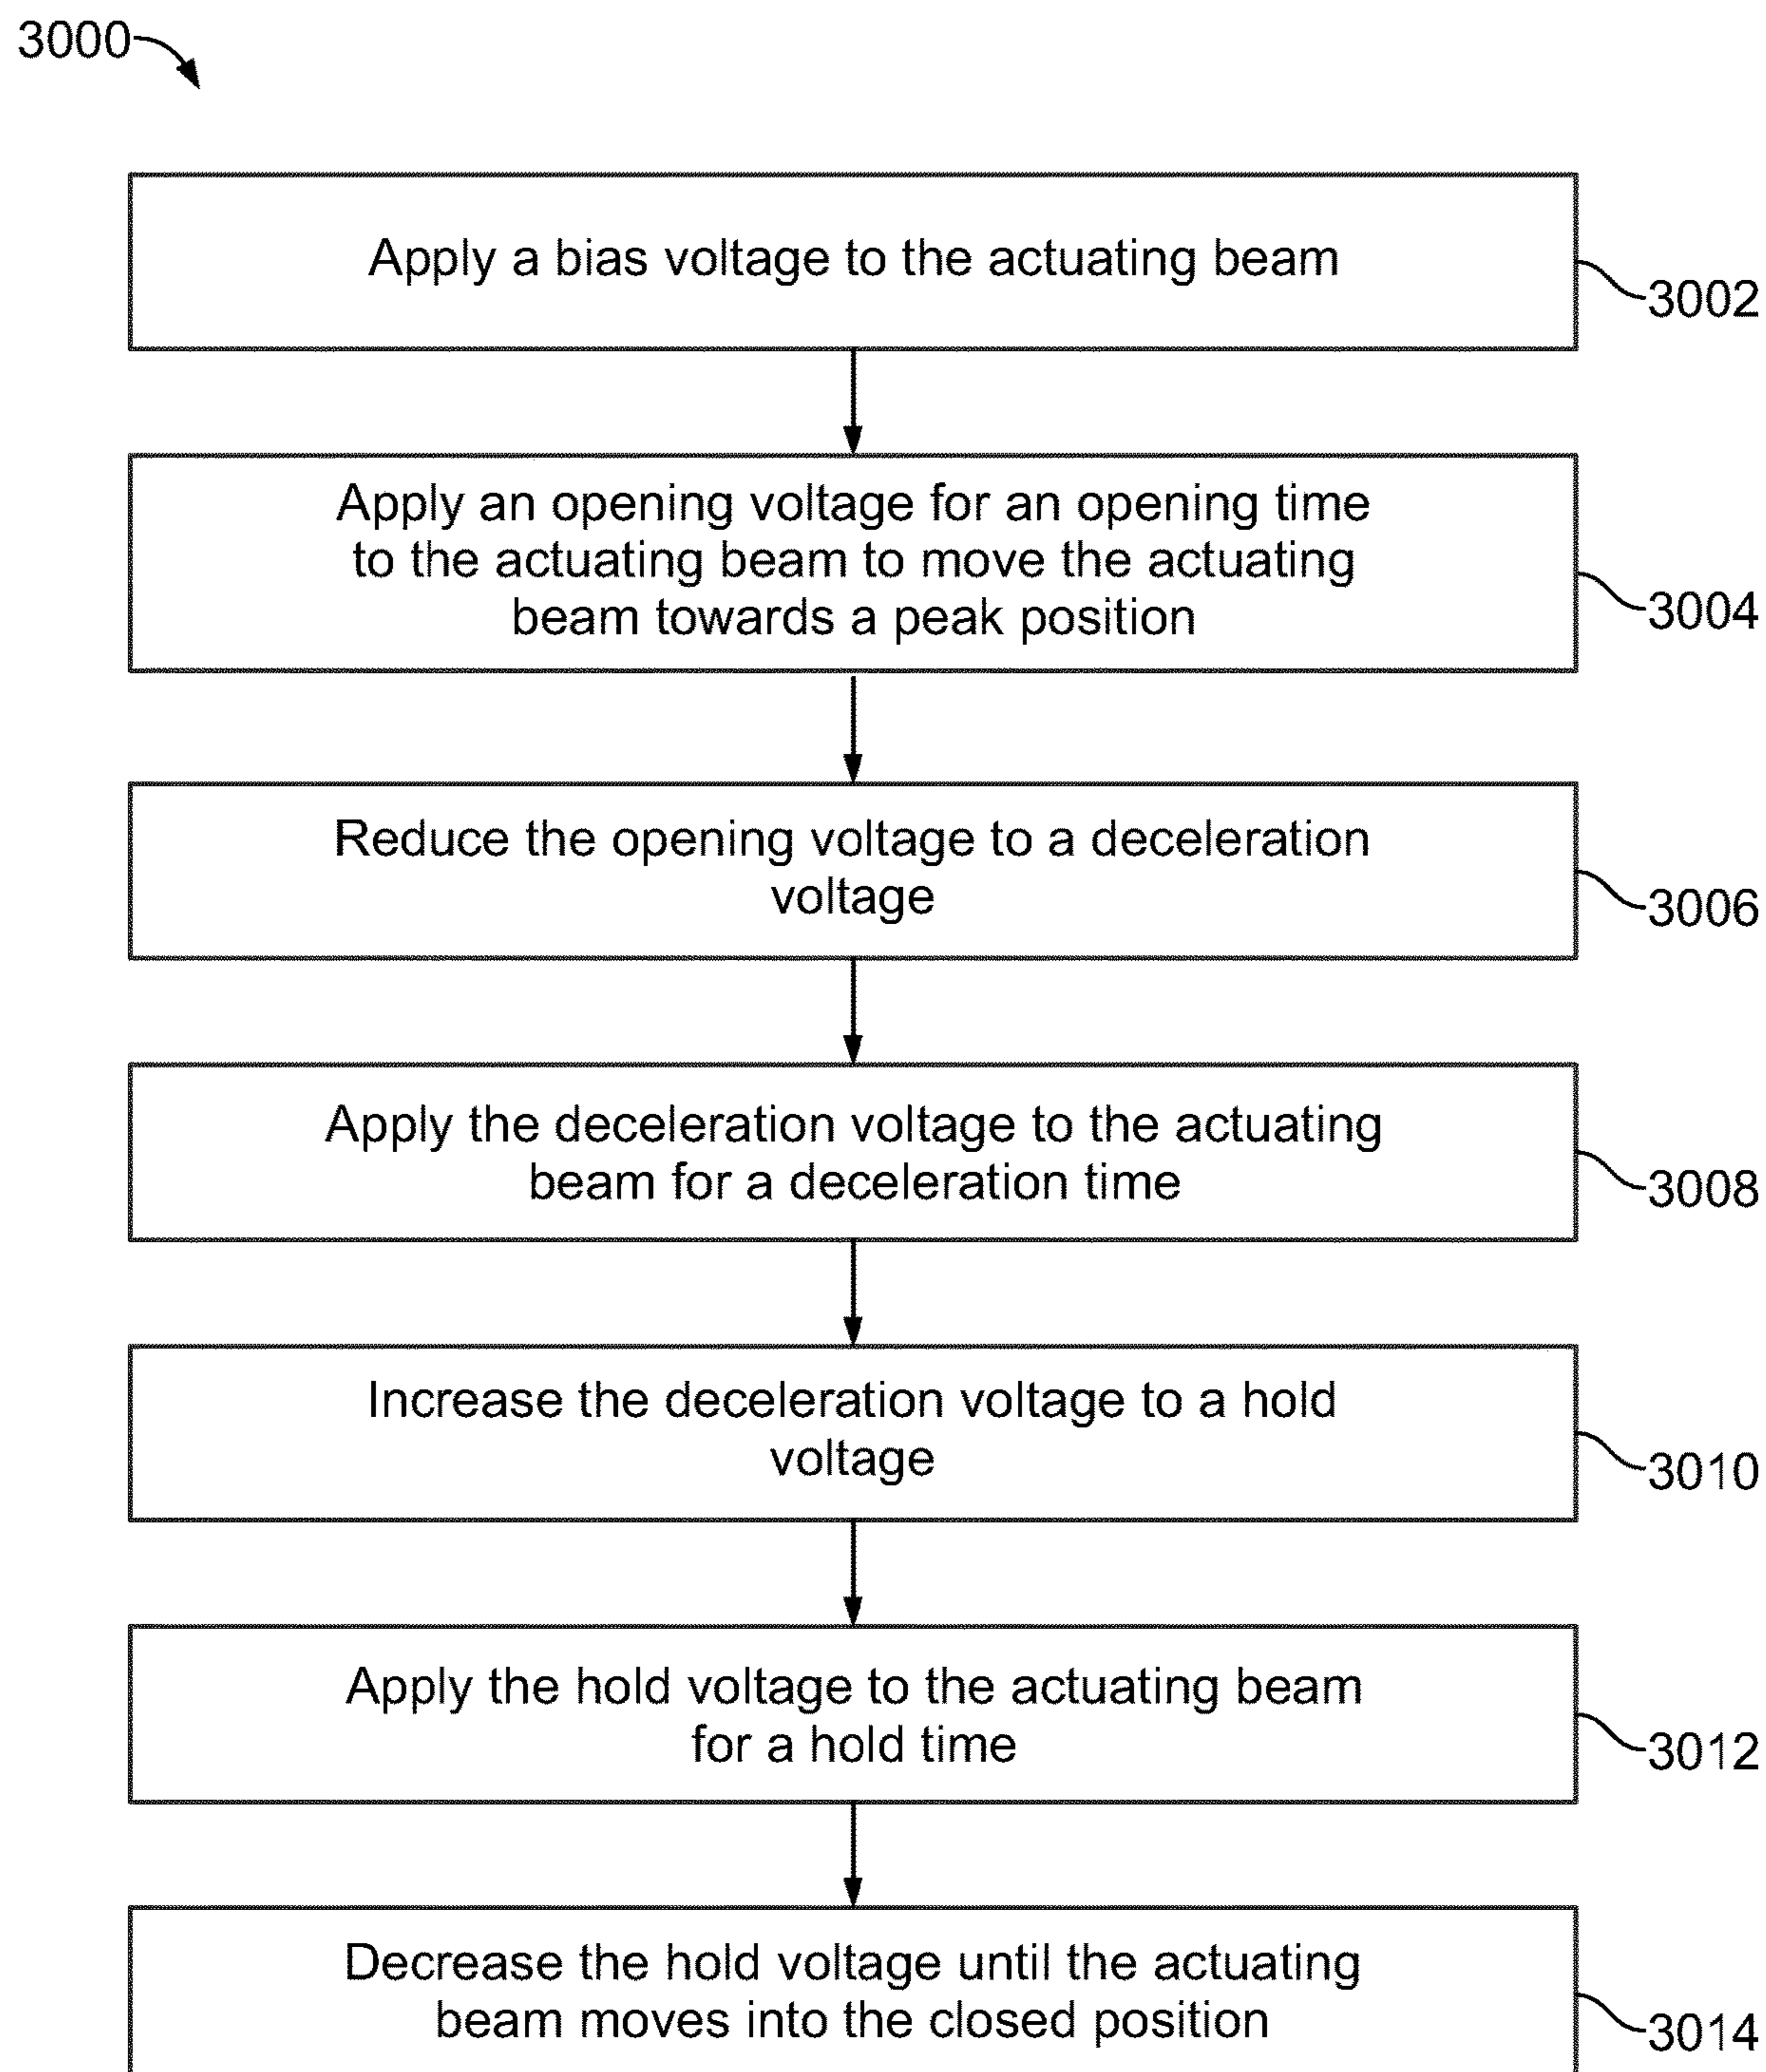 3000
Apply a bias voltage to the actuating beam
3002
Apply an opening voltage for an opening time
to the actuating beam to move the actuating
beam towards a peak position
3004
Reduce the opening voltage to a deceleration
voltage
3006
Apply the deceleration voltage to the actuating
beam for a deceleration time
3008
Increase the deceleration voltage to a hold
voltage
3010
Apply the hold voltage to the actuating beam
for a hold time
3012
Decrease the hold voltage until the actuating
beam moves into the closed position
3014